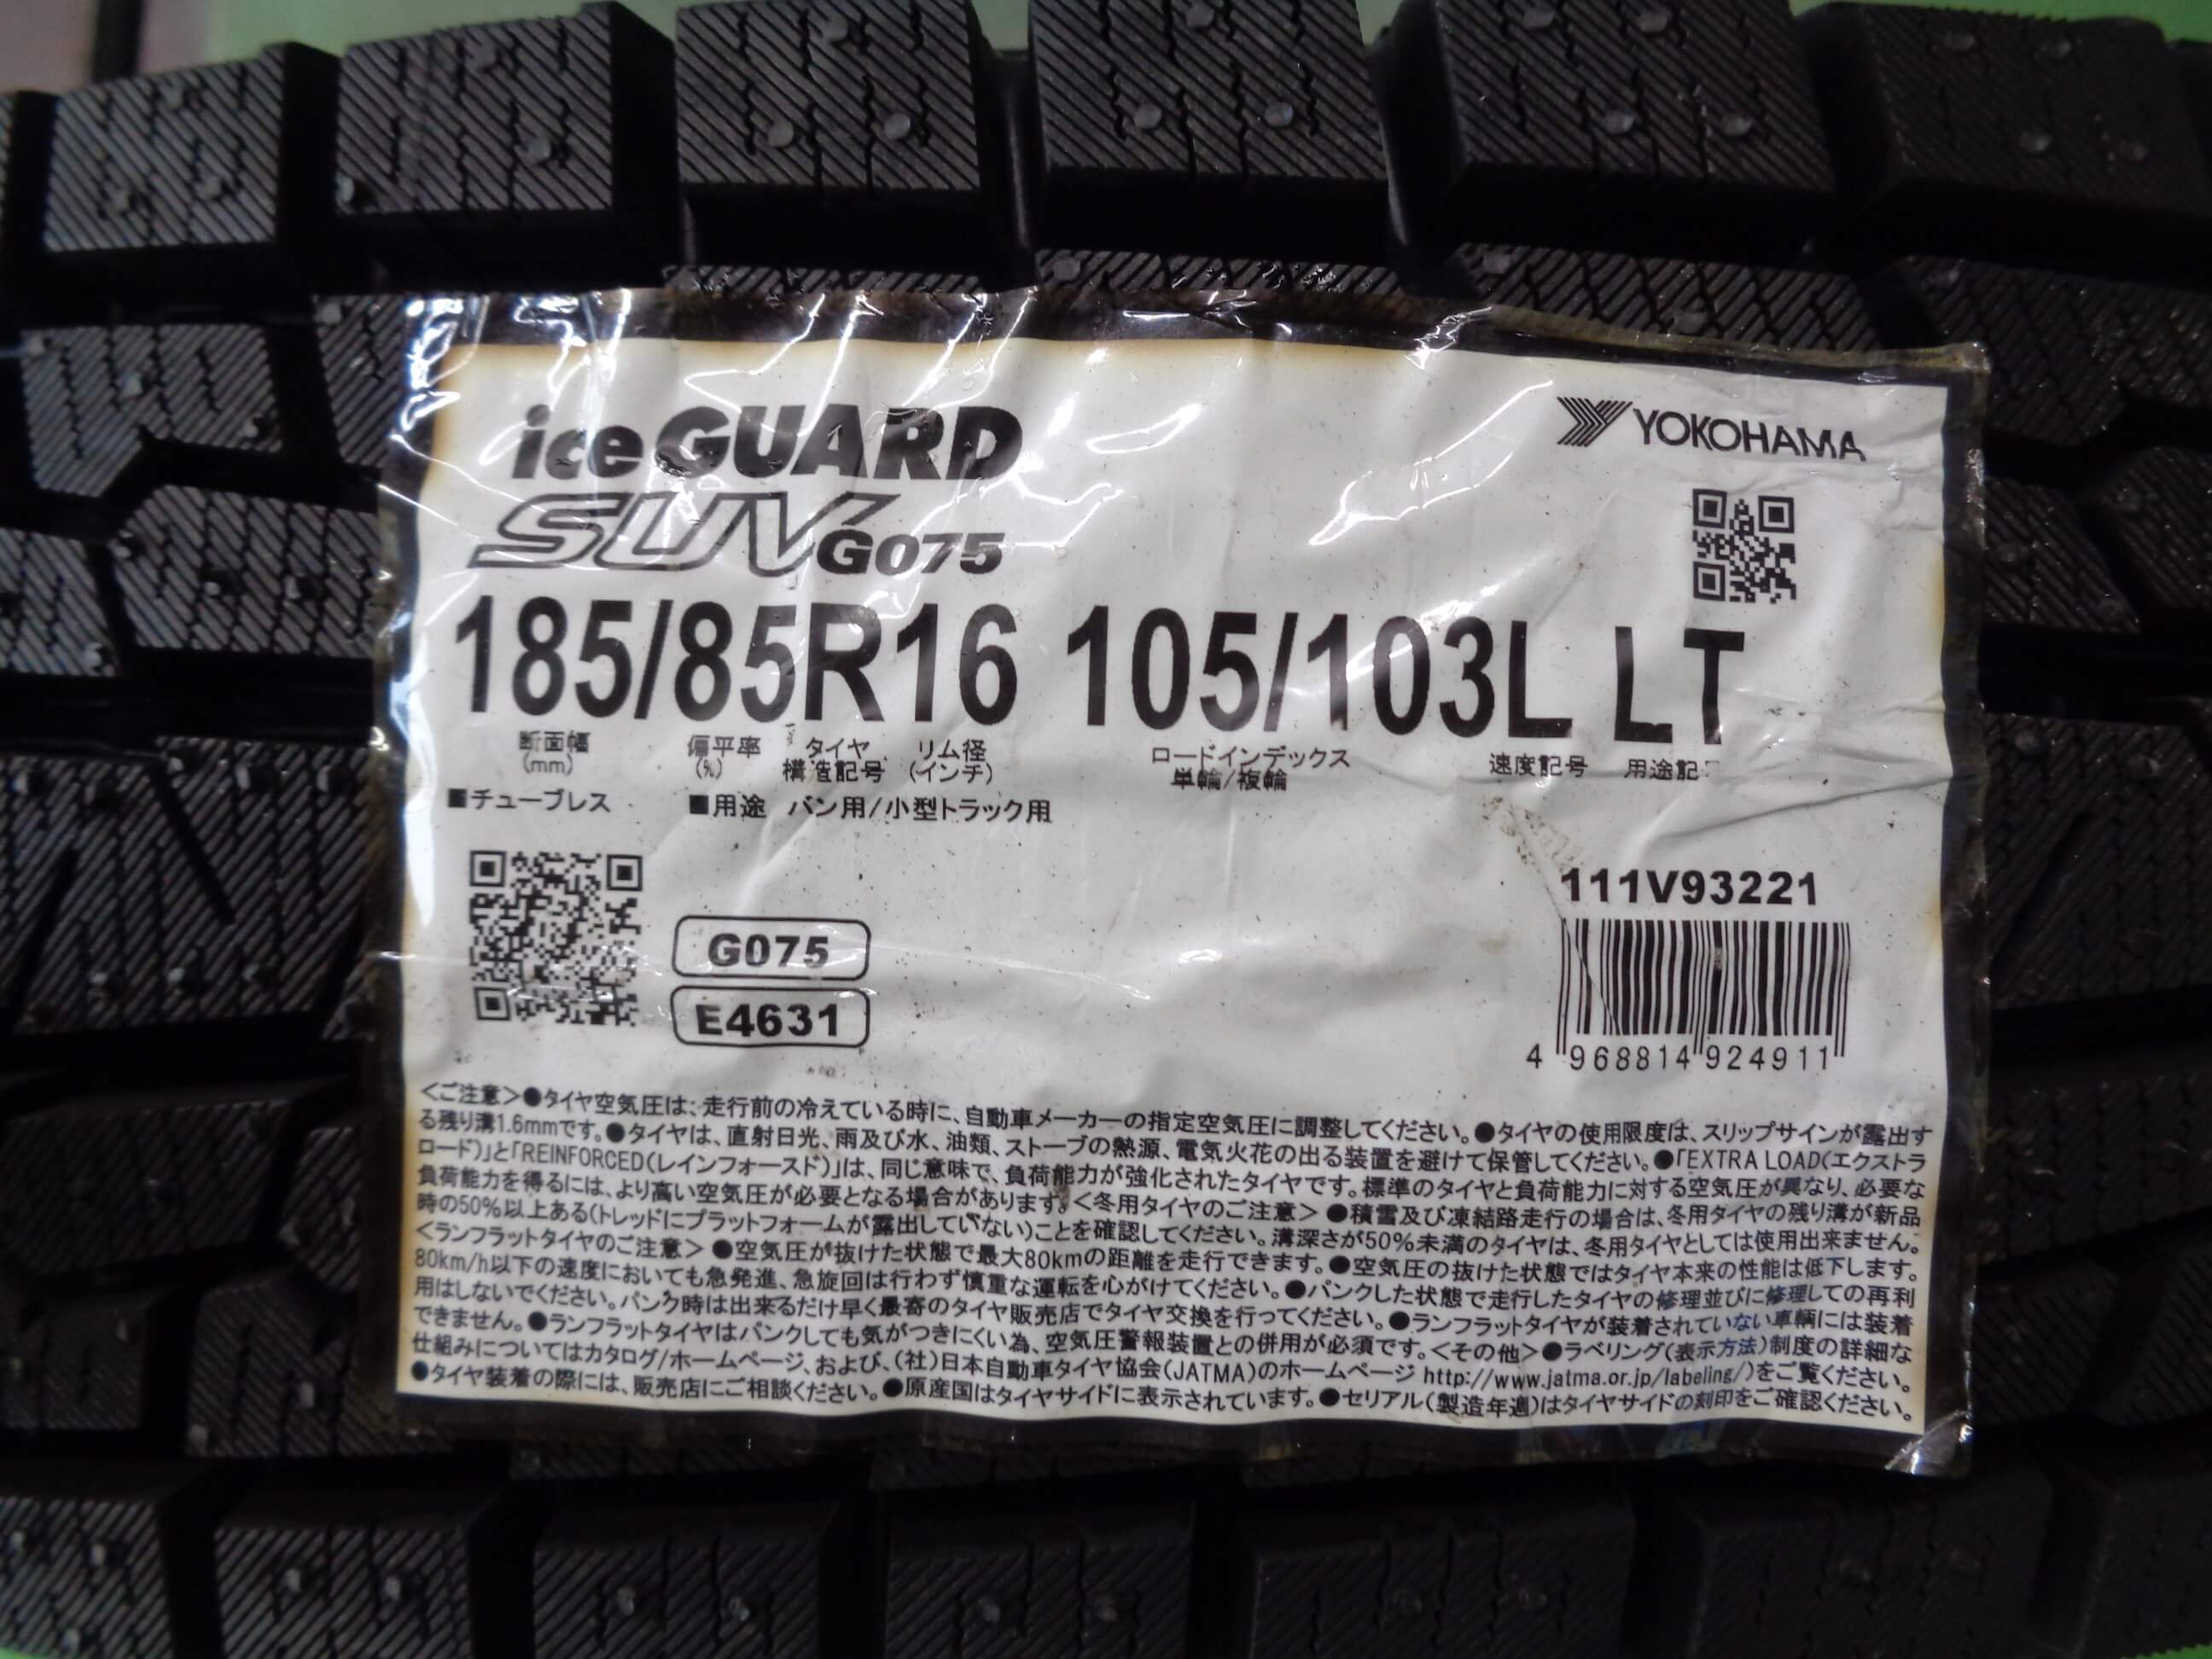 ice GUARD
YOKOHAMA
SUV G075
185/85R16 105/103L LT
断面幅 偏平率 タイヤ リム径 ロードインデックス 速度記号 用途記号
(mm) (%) 構造記号 (インチ) 単輪/複輪
■チューブレス ■用途 バン用/小型トラック用
111V93221
G075
E4631
4 968814 924911
<ご注意>●タイヤ空気圧は、走行前の冷えている時に、自動車メーカーの指定空気圧に調整してください。●タイヤの使用限度は、スリップサインが露出す
る残り溝1.6mmです。●タイヤは、直射日光、雨及び水、油類、ストーブの熱源、電気火花の出る装置を避けて保管してください。●「EXTRA LOAD(エクストラ
ロード)」と「REINFORCED(レインフォースド)」は、同じ意味で、負荷能力が強化されたタイヤです。標準のタイヤと負荷能力に対する空気圧が異なり、必要な
負荷能力を得るには、より高い空気圧が必要となる場合があります。<冬用タイヤのご注意>●積雪及び凍結路走行の場合は、冬用タイヤの残り溝が新品
時の50%以上ある(トレッドにプラットフォームが露出していない)ことを確認してください。溝深さが50%未満のタイヤは、冬用タイヤとしては使用出来ません。
<ランフラットタイヤのご注意>●空気圧が抜けた状態で最大80kmの距離を走行できます。●空気圧の抜けた状態ではタイヤ本来の性能は低下します。
80km/h以下の速度においても急発進、急旋回は行わず慎重な運転を心がけてください。●パンクした状態で走行したタイヤの修理並びに修理しての再利
用はしないでください。パンク時は出来るだけ早く最寄のタイヤ販売店でタイヤ交換を行ってください。●ランフラットタイヤが装着されていない車輌には装着
できません。●ランフラットタイヤはパンクしても気がつきにくい為、空気圧警報装置との併用が必須です。<その他>●ラベリング(表示方法)制度の詳細な
仕組みについてはカタログ/ホームページ、および、(社)日本自動車タイヤ協会(JATMA)のホームページ http://www.jatma.or.jp/labeling/)をご覧ください。
●タイヤ装着の際には、販売店にご相談ください。●原産国はタイヤサイドに表示されています。●セリアル(製造年週)はタイヤサイドの刻印をご確認ください。